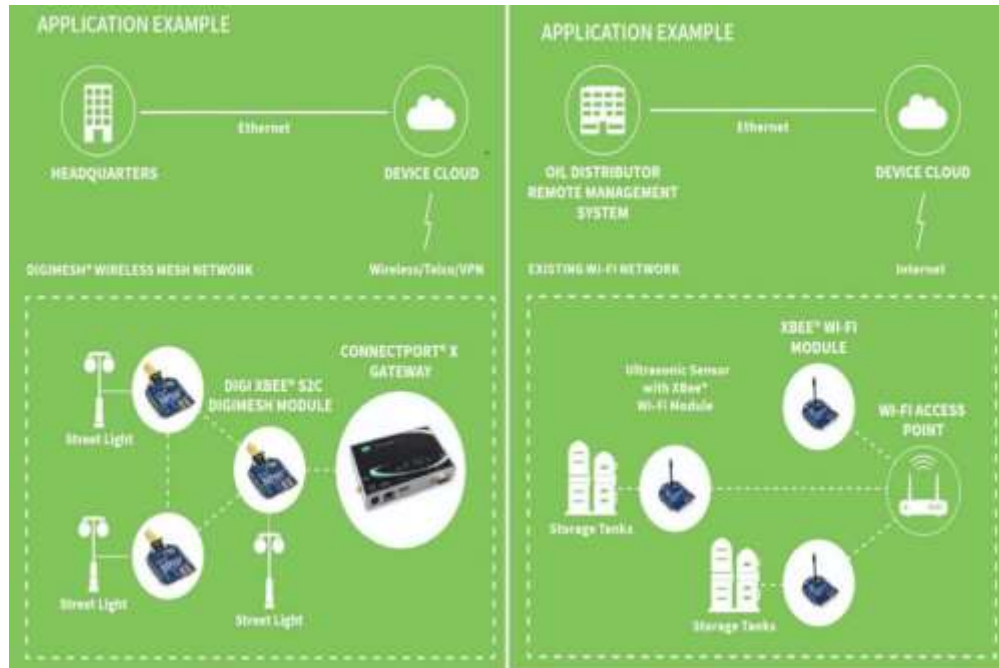 APPLICATION EXAMPLE
Ethernet
HEADQUARTERS
DEVICE CLOUD
DIGIMESH® WIRELESS MESH NETWORK
Wireless/Telco/VPN
CONNECTPORT® X
GATEWAY
DIGI XBEE® S2C
DIGIMESH MODULE
Street Light
Street Light
Street Light
APPLICATION EXAMPLE
Ethernet
OIL DISTRIBUTOR
REMOTE MANAGEMENT
SYSTEM
DEVICE CLOUD
EXISTING WI-FI NETWORK
Internet
XBEE® WI-FI
MODULE
Ultrasonic Sensor
with XBee®
Wi-Fi Module
WI-FI ACCESS
POINT
Storage Tanks
Storage Tanks